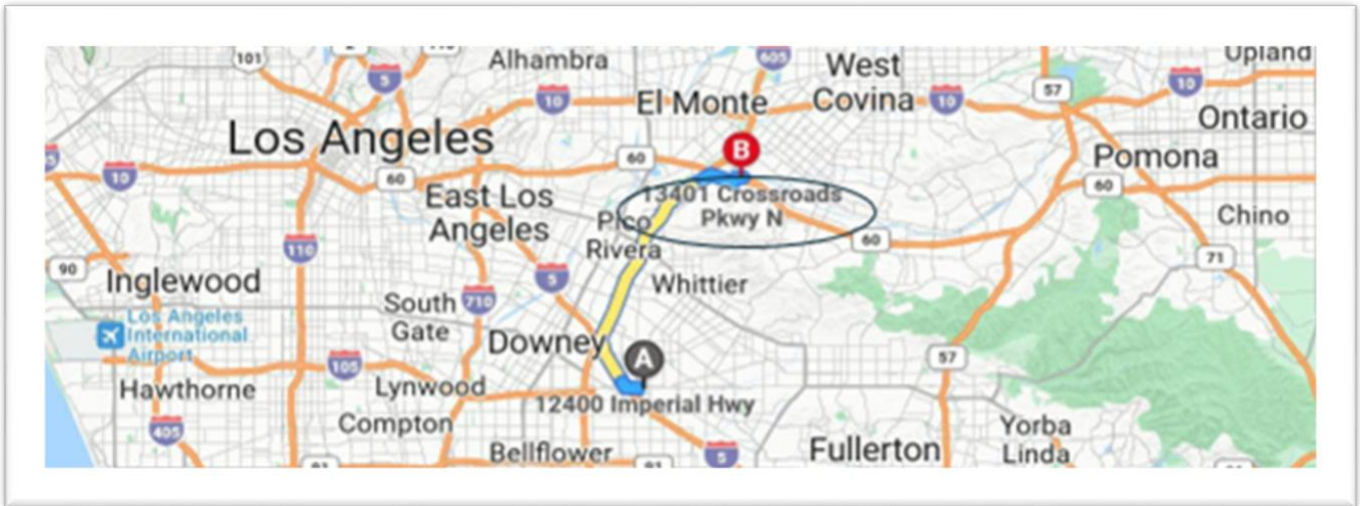 Upland
101
5
605
Alhambra
West
Covina
57
10
10
10
El Monte
Ontario
Los Angeles
B
60
Pomona
10
60
60
East Los
Angeles
13401 Crossroads
Pkwy N
Pico
Rivera
Chino
110
60
71
90
Inglewood
5
Whittier
South
Gate
710
Los Angeles
International
Airport
Downey
A
57
105
Hawthorne
Lynwood
12400 Imperial Hwy
Compton
405
Yorba
Linda
Bellflower
5
Fullerton
91
91